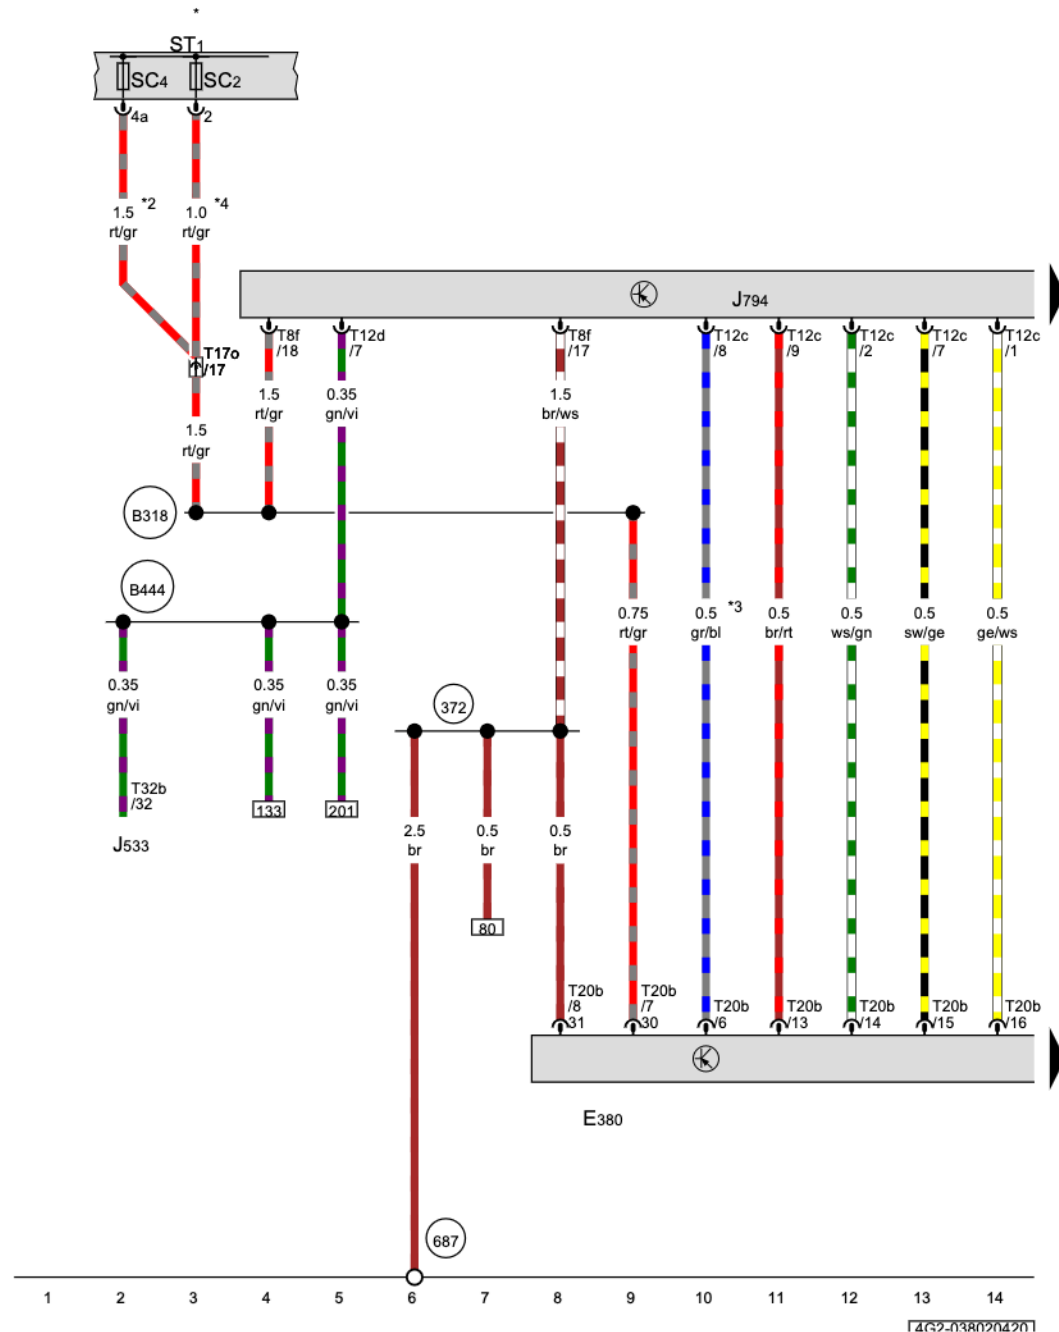 *
ST1
SC4
SC2
4a
2
1.5
rt/gr
*2
1.0
rt/gr
*4
J794
T17o
/17
T8f
/18
T12d
/7
T8f
/17
T12c
/8
T12c
/9
T12c
/2
T12c
/7
T12c
/1
1.5
rt/gr
0.35
gn/vi
1.5
br/ws
1.5
rt/gr
B318
B444
0.75
rt/gr
0.5
gr/bl
*3
0.5
br/rt
0.5
ws/gn
0.5
sw/ge
0.5
ge/ws
0.35
gn/vi
0.35
gn/vi
0.35
gn/vi
372
T32b
/32
133
201
J533
2.5
br
0.5
br
0.5
br
80
T20b
/8
31
T20b
/7
30
T20b
/6
T20b
/13
T20b
/14
T20b
/15
T20b
/16
E380
687
1 2 3 4 5 6 7 8 9 10 11 12 13 14
4G2-038020420